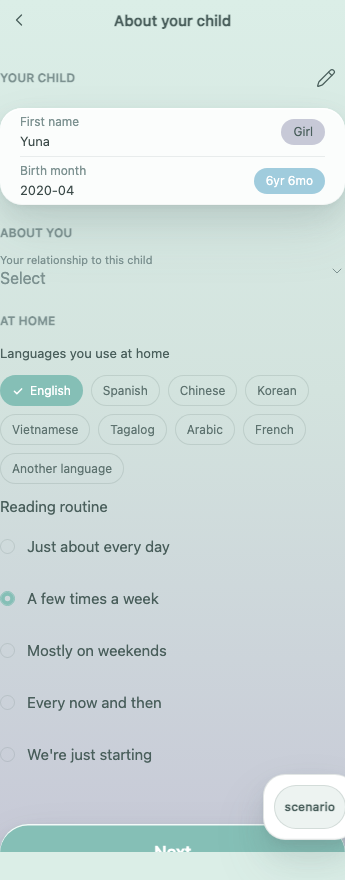 About your child
YOUR CHILD
First name
Yuna
Girl
Birth month
2020-04
6yr 6mo
ABOUT YOU
Your relationship to this child
Select
AT HOME
Languages you use at home
English
Spanish
Chinese
Korean
Vietnamese
Tagalog
Arabic
French
Another language
Reading routine
Just about every day
A few times a week
Mostly on weekends
Every now and then
We're just starting
scenario
Next